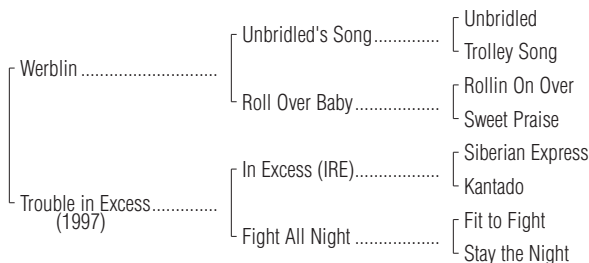 Unbridled
Unbridled's Song..............
Trolley Song
Werblin .............................
Rollin On Over
Roll Over Baby..................
Sweet Praise
Siberian Express
In Excess (IRE)..................
Kantado
Trouble in Excess..............
(1997)
Fit to Fight
Fight All Night ..................
Stay the Night